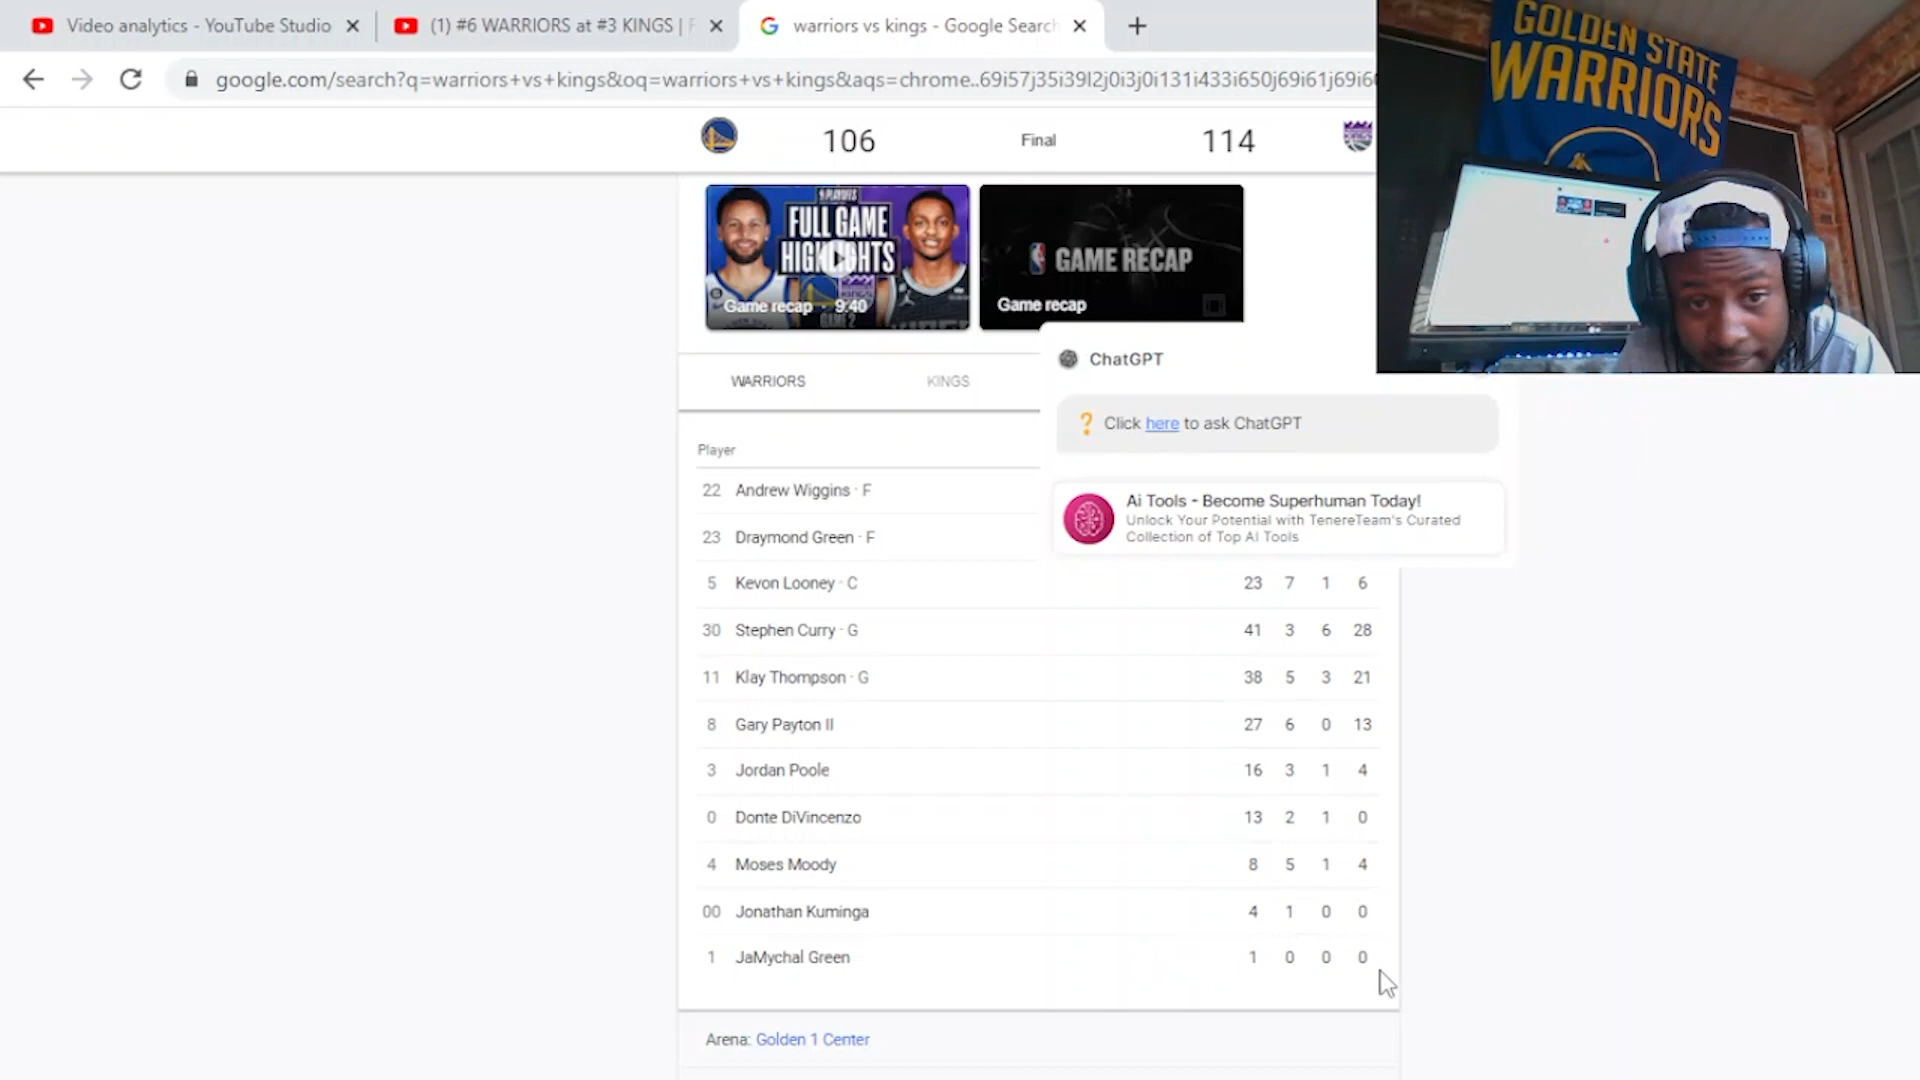 Video analytics - YouTube Studio
(1) #6 WARRIORS at #3 KINGS |
warriors vs kings - Google Search
google.com/search?q=warriors+vs+kings&oq=warriors+vs+kings&aqs=chrome..69i57j35i39l2j0i3j0i131i433i650j69i61j69i6
GOLDEN STATE
WARRIORS
106
Final
114
PLAYOFFS
FULL GAME
HIGHLIGHTS
Game recap · 9:40
GAME 2
GAME RECAP
Game recap
WARRIORS
KINGS
ChatGPT
? Click here to ask ChatGPT
Ai Tools - Become Superhuman Today!
Unlock Your Potential with TenereTeam's Curated
Collection of Top AI Tools
Player
22 Andrew Wiggins · F
23 Draymond Green · F
5 Kevon Looney · C 23 7 1 6
30 Stephen Curry · G 41 3 6 28
11 Klay Thompson · G 38 5 3 21
8 Gary Payton II 27 6 0 13
3 Jordan Poole 16 3 1 4
0 Donte DiVincenzo 13 2 1 0
4 Moses Moody 8 5 1 4
00 Jonathan Kuminga 4 1 0 0
1 JaMychal Green 1 0 0 0
Arena: Golden 1 Center